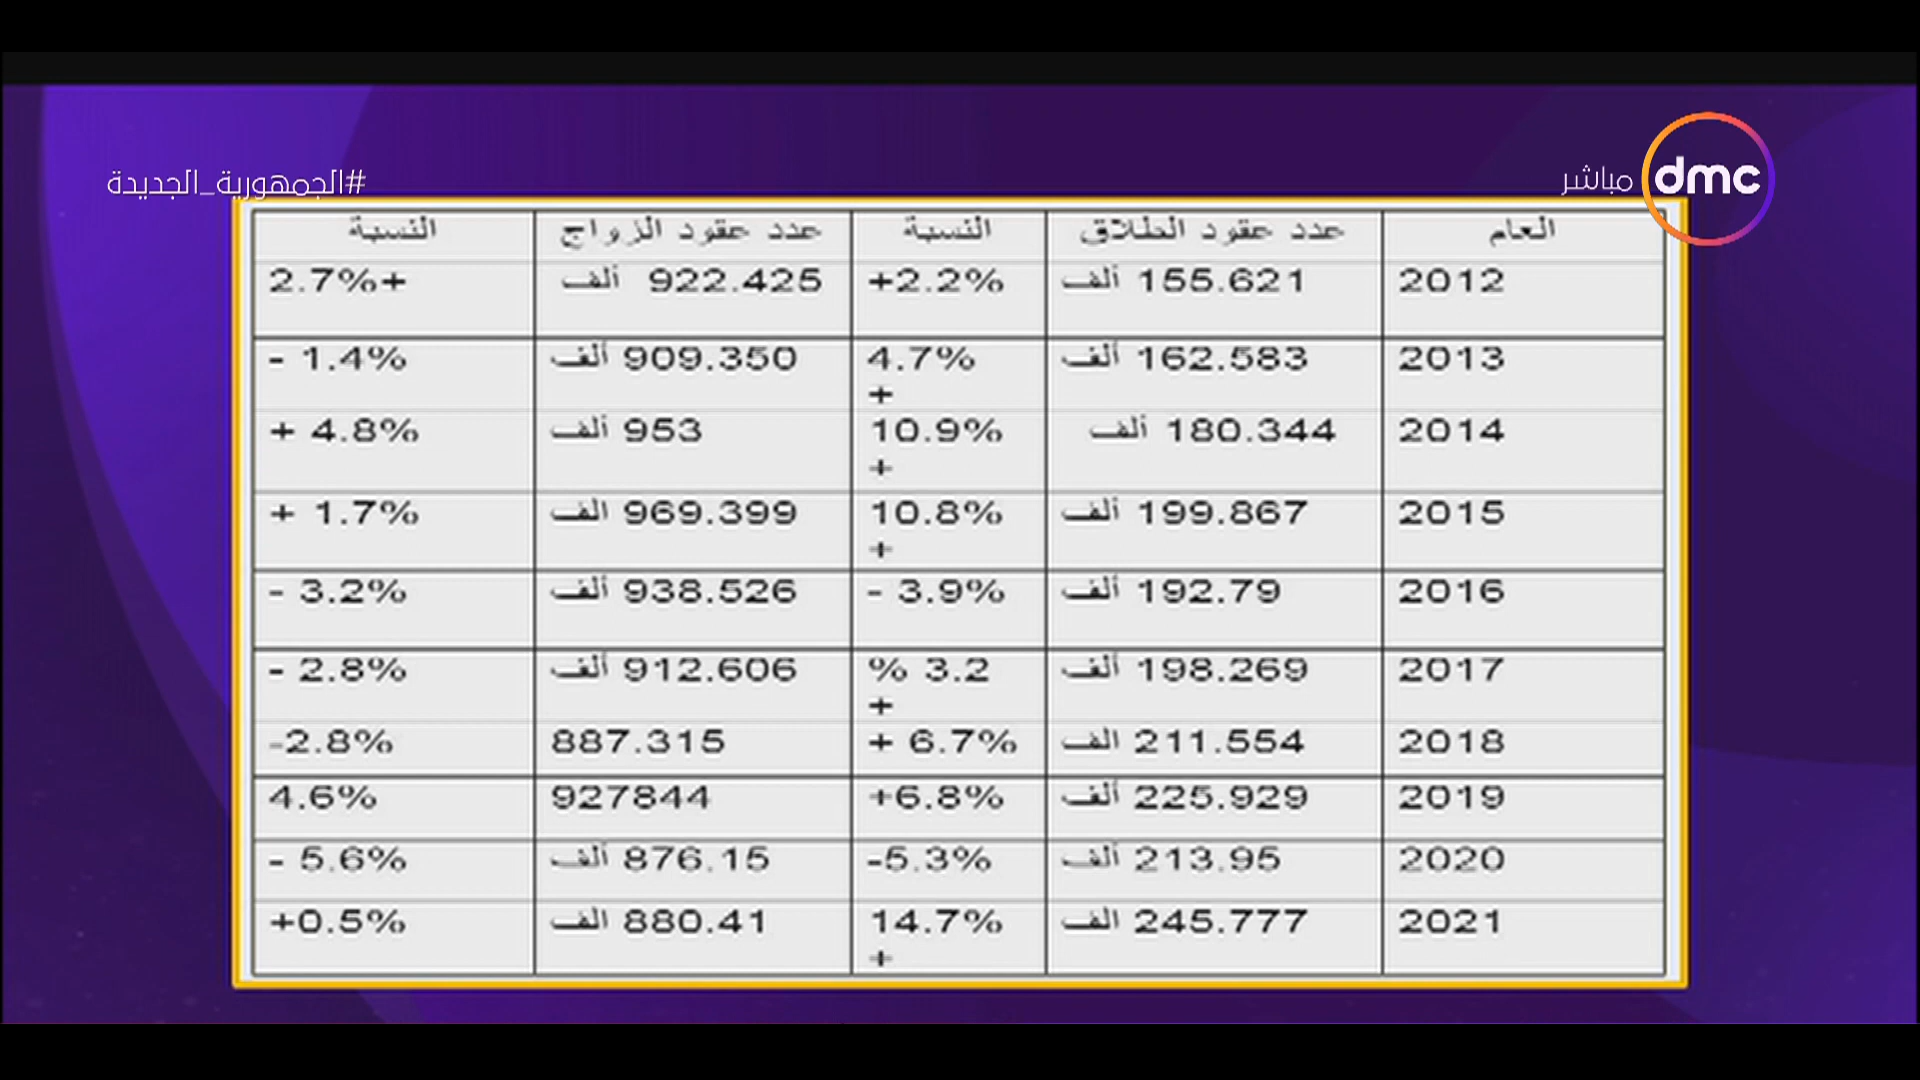 dmc
مباشر
#الجمهورية_الجديدة
العام عدد عقود الطلاق النسبة عدد عقود الزواج النسبة
2012 155.621 ألف +2.2% 922.425 ألف 2.7%+
2013 162.583 ألف 4.7% + 909.350 ألف - 1.4%
2014 180.344 ألف 10.9% + 953 ألف + 4.8%
2015 199.867 ألف 10.8% + 969.399 الف + 1.7%
2016 192.79 ألف - 3.9% 938.526 ألف - 3.2%
2017 198.269 ألف % 3.2 + 912.606 ألف - 2.8%
2018 211.554 الف + 6.7% 887.315 -2.8%
2019 225.929 ألف +6.8% 927844 4.6%
2020 213.95 ألف -5.3% 876.15 ألف - 5.6%
2021 245.777 الف 14.7% + 880.41 الف +0.5%